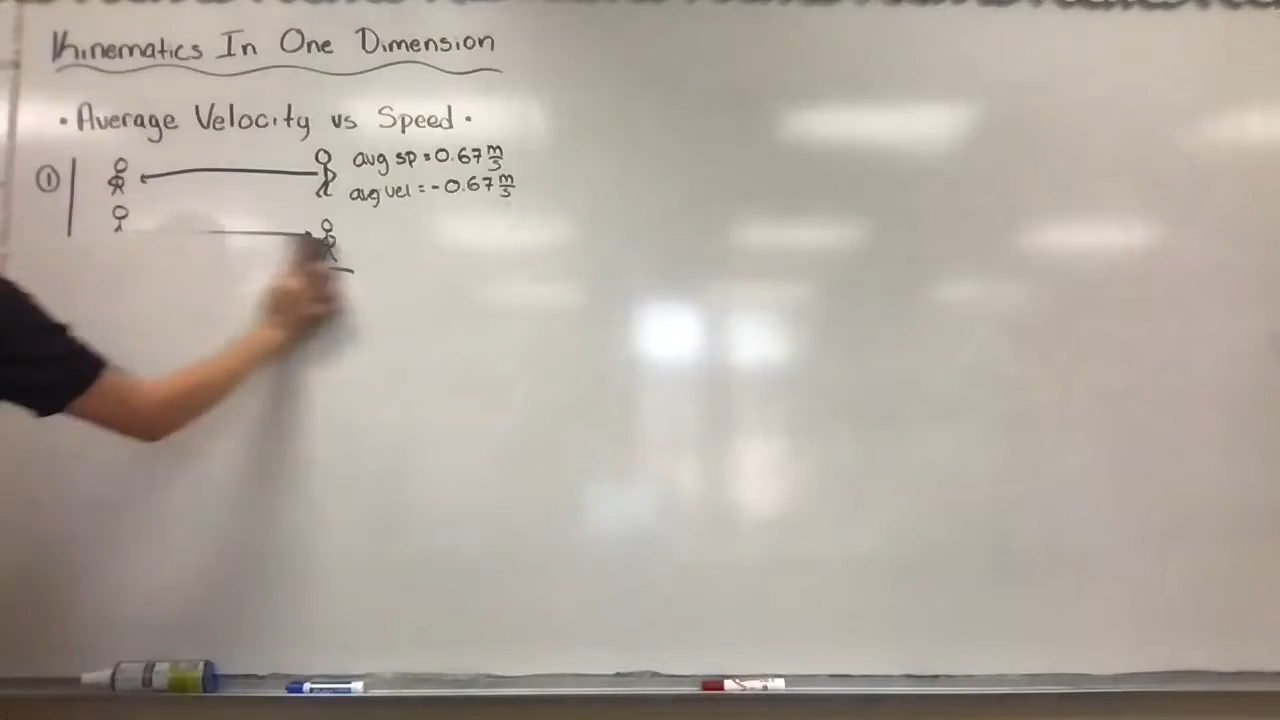 Kinematics In One Dimension
• Average Velocity vs Speed •
① avg sp = 0.67 m/s
avg vel = -0.67 m/s